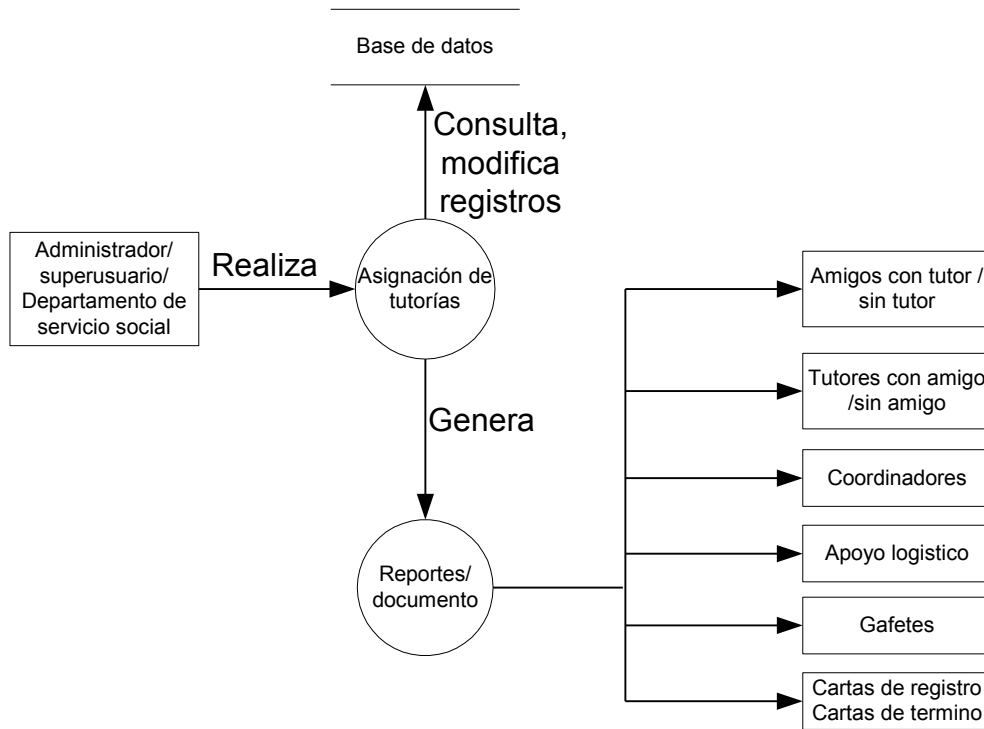 Base de datos
Consulta,
modifica
registros
Administrador/
superusuario/
Departamento de
servicio social
Realiza
Asignación de
tutorías
Genera
Reportes/
documento
Amigos con tutor /
sin tutor
Tutores con amigo
/sin amigo
Coordinadores
Apoyo logistico
Gafetes
Cartas de registro
Cartas de termino